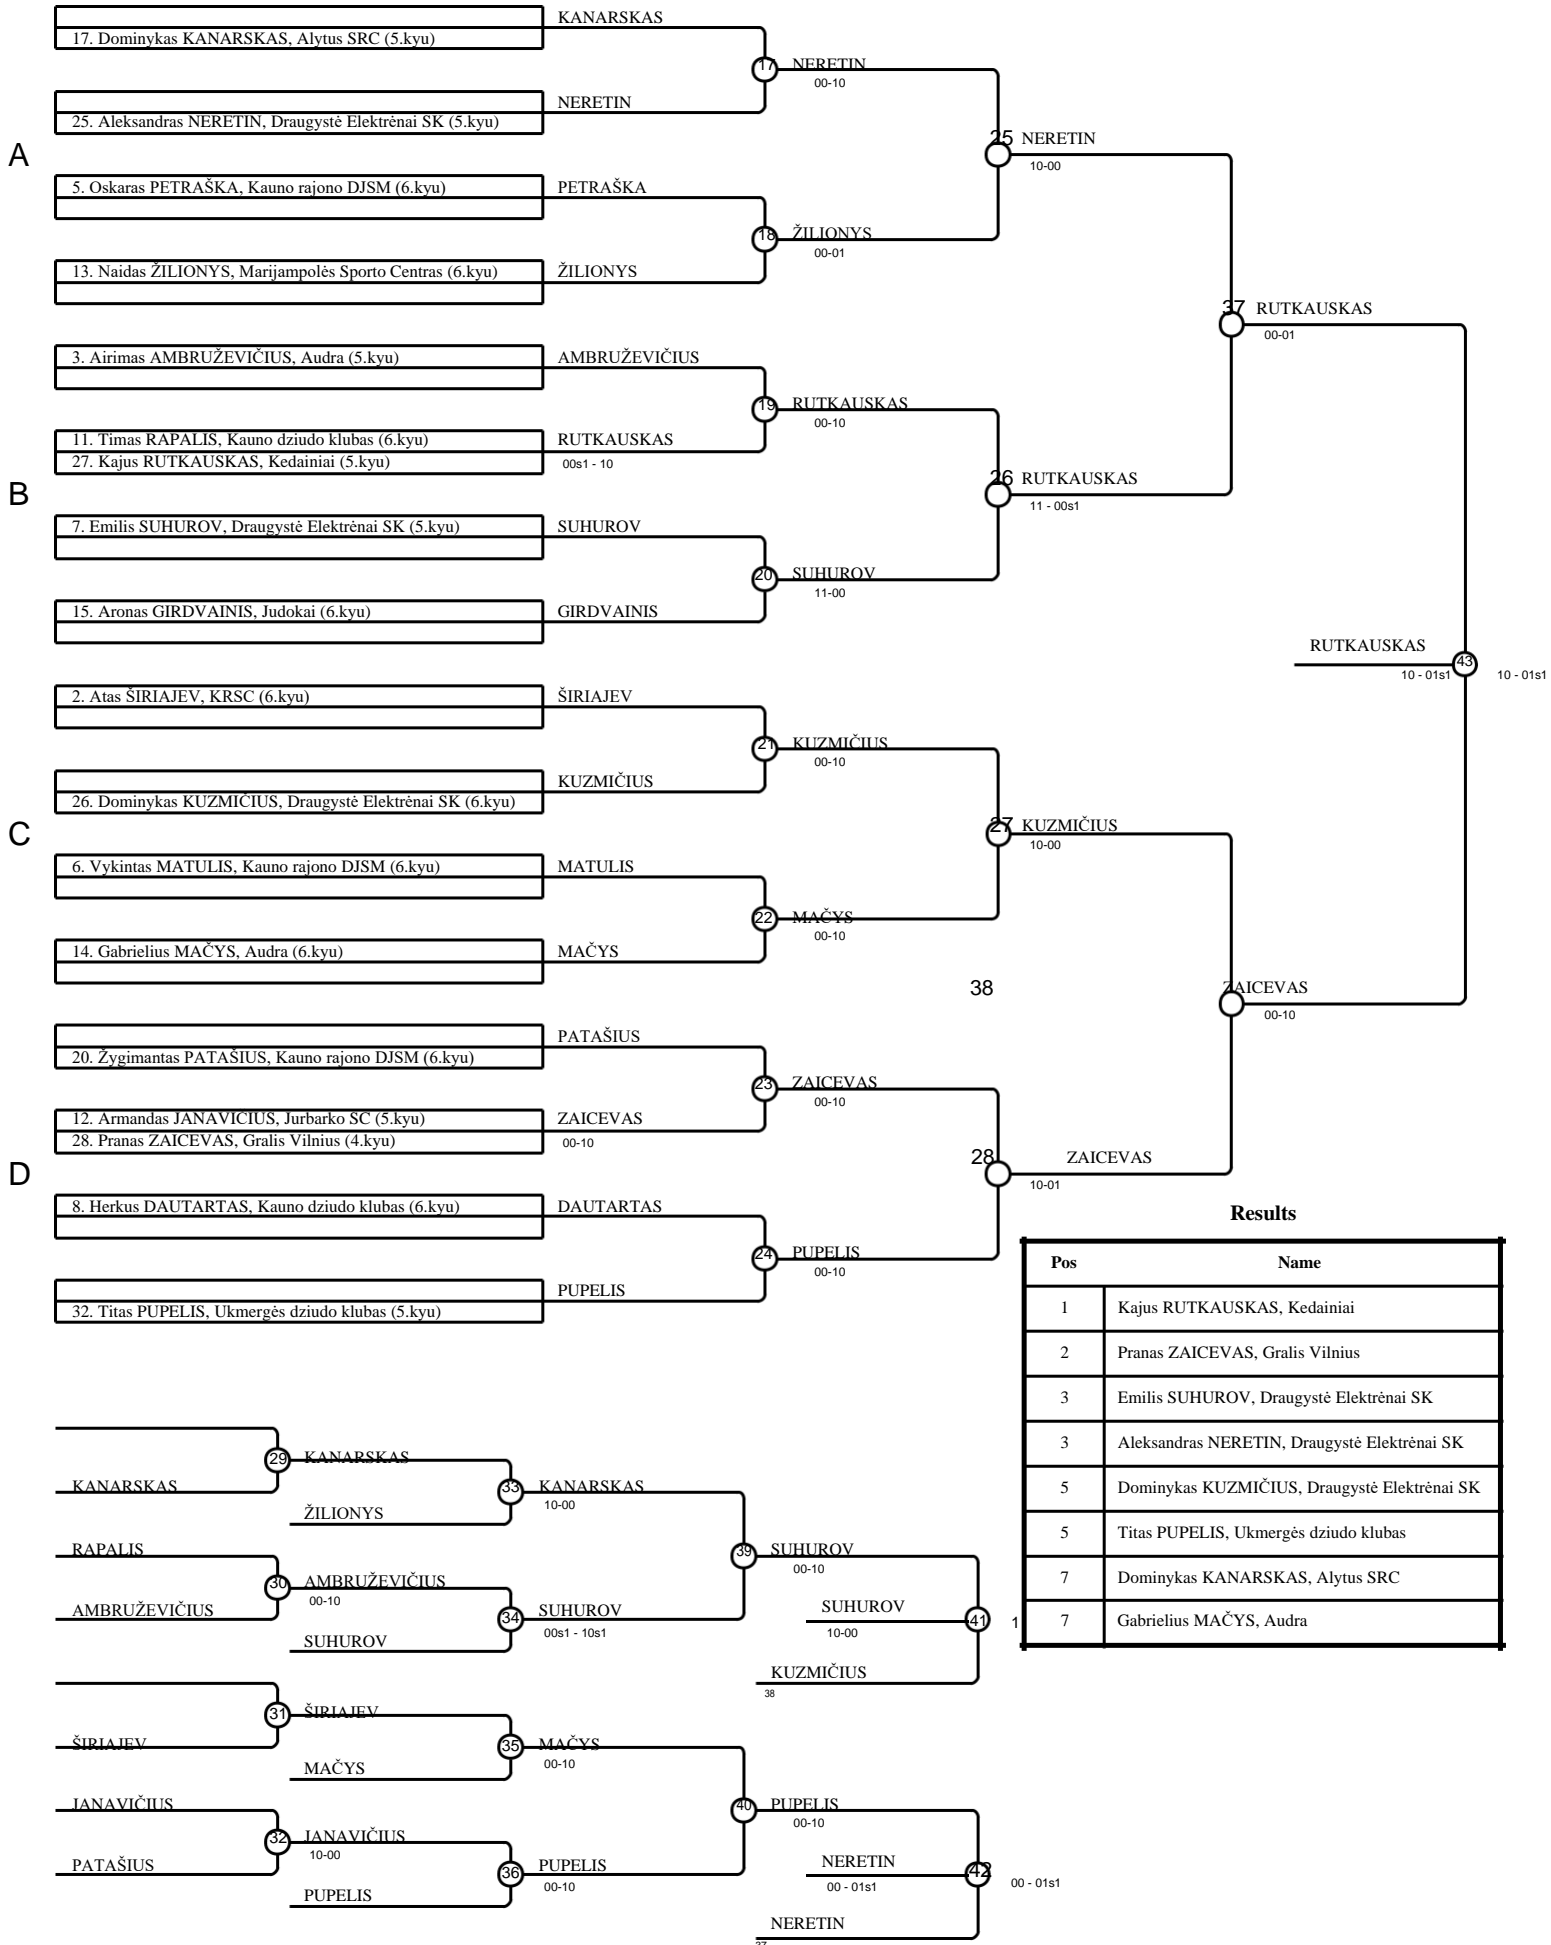 KANARSKAS
17. Dominykas KANARSKAS, Alytus SRC (5.kyu)
17 NERETIN
00-10
NERETIN
25. Aleksandras NERETIN, Draugystė Elektrėnai SK (5.kyu)
25 NERETIN
10-00
A
5. Oskaras PETRAŠKA, Kauno rajono DJSM (6.kyu) PETRAŠKA
18 ŽILIONYS
00-01
13. Naidas ŽILIONYS, Marijampolės Sporto Centras (6.kyu) ŽILIONYS
37 RUTKAUSKAS
00-01
3. Airimas AMBRUŽEVIČIUS, Audra (5.kyu) AMBRUŽEVIČIUS
19 RUTKAUSKAS
00-10
11. Timas RAPALIS, Kauno dziudo klubas (6.kyu) RUTKAUSKAS
27. Kajus RUTKAUSKAS, Kedainiai (5.kyu) 00s1 - 10
26 RUTKAUSKAS
11 - 00s1
B
7. Emilis SUHUROV, Draugystė Elektrėnai SK (5.kyu) SUHUROV
20 SUHUROV
11-00
15. Aronas GIRDVAINIS, Judokai (6.kyu) GIRDVAINIS
RUTKAUSKAS 43
10 - 01s1 10 - 01s1
2. Atas ŠIRIAJEV, KRSC (6.kyu) ŠIRIAJEV
21 KUZMIČIUS
00-10
KUZMIČIUS
26. Dominykas KUZMIČIUS, Draugystė Elektrėnai SK (6.kyu)
27 KUZMIČIUS
10-00
C
6. Vykintas MATULIS, Kauno rajono DJSM (6.kyu) MATULIS
22 MAČYS
00-10
14. Gabrielius MAČYS, Audra (6.kyu) MAČYS
38 ZAICEVAS
00-10
PATAŠIUS
20. Žygimantas PATAŠIUS, Kauno rajono DJSM (6.kyu)
23 ZAICEVAS
00-10
12. Armandas JANAVIČIUS, Jurbarko SC (5.kyu) ZAICEVAS
28. Pranas ZAICEVAS, Gralis Vilnius (4.kyu) 00-10
28 ZAICEVAS
10-01
D
8. Herkus DAUTARTAS, Kauno dziudo klubas (6.kyu) DAUTARTAS
24 PUPELIS
00-10
PUPELIS
32. Titas PUPELIS, Ukmergės dziudo klubas (5.kyu)
Results
Pos Name
1 Kajus RUTKAUSKAS, Kedainiai
2 Pranas ZAICEVAS, Gralis Vilnius
3 Emilis SUHUROV, Draugystė Elektrėnai SK
3 Aleksandras NERETIN, Draugystė Elektrėnai SK
5 Dominykas KUZMIČIUS, Draugystė Elektrėnai SK
5 Titas PUPELIS, Ukmergės dziudo klubas
7 Dominykas KANARSKAS, Alytus SRC
7 Gabrielius MAČYS, Audra
29 KANARSKAS
KANARSKAS
33 KANARSKAS
10-00
ŽILIONYS
RAPALIS
39 SUHUROV
00-10
30 AMBRUŽEVIČIUS
00-10
AMBRUŽEVIČIUS
34 SUHUROV
00s1 - 10s1
SUHUROV
SUHUROV 41 1
10-00
KUZMIČIUS
38
31 ŠIRIAJEV
ŠIRIAJEV
35 MAČYS
00-10
MAČYS
JANAVIČIUS
40 PUPELIS
00-10
32 JANAVIČIUS
10-00
PATAŠIUS
36 PUPELIS
00-10
PUPELIS
NERETIN 42
00 - 01s1 00 - 01s1
NERETIN